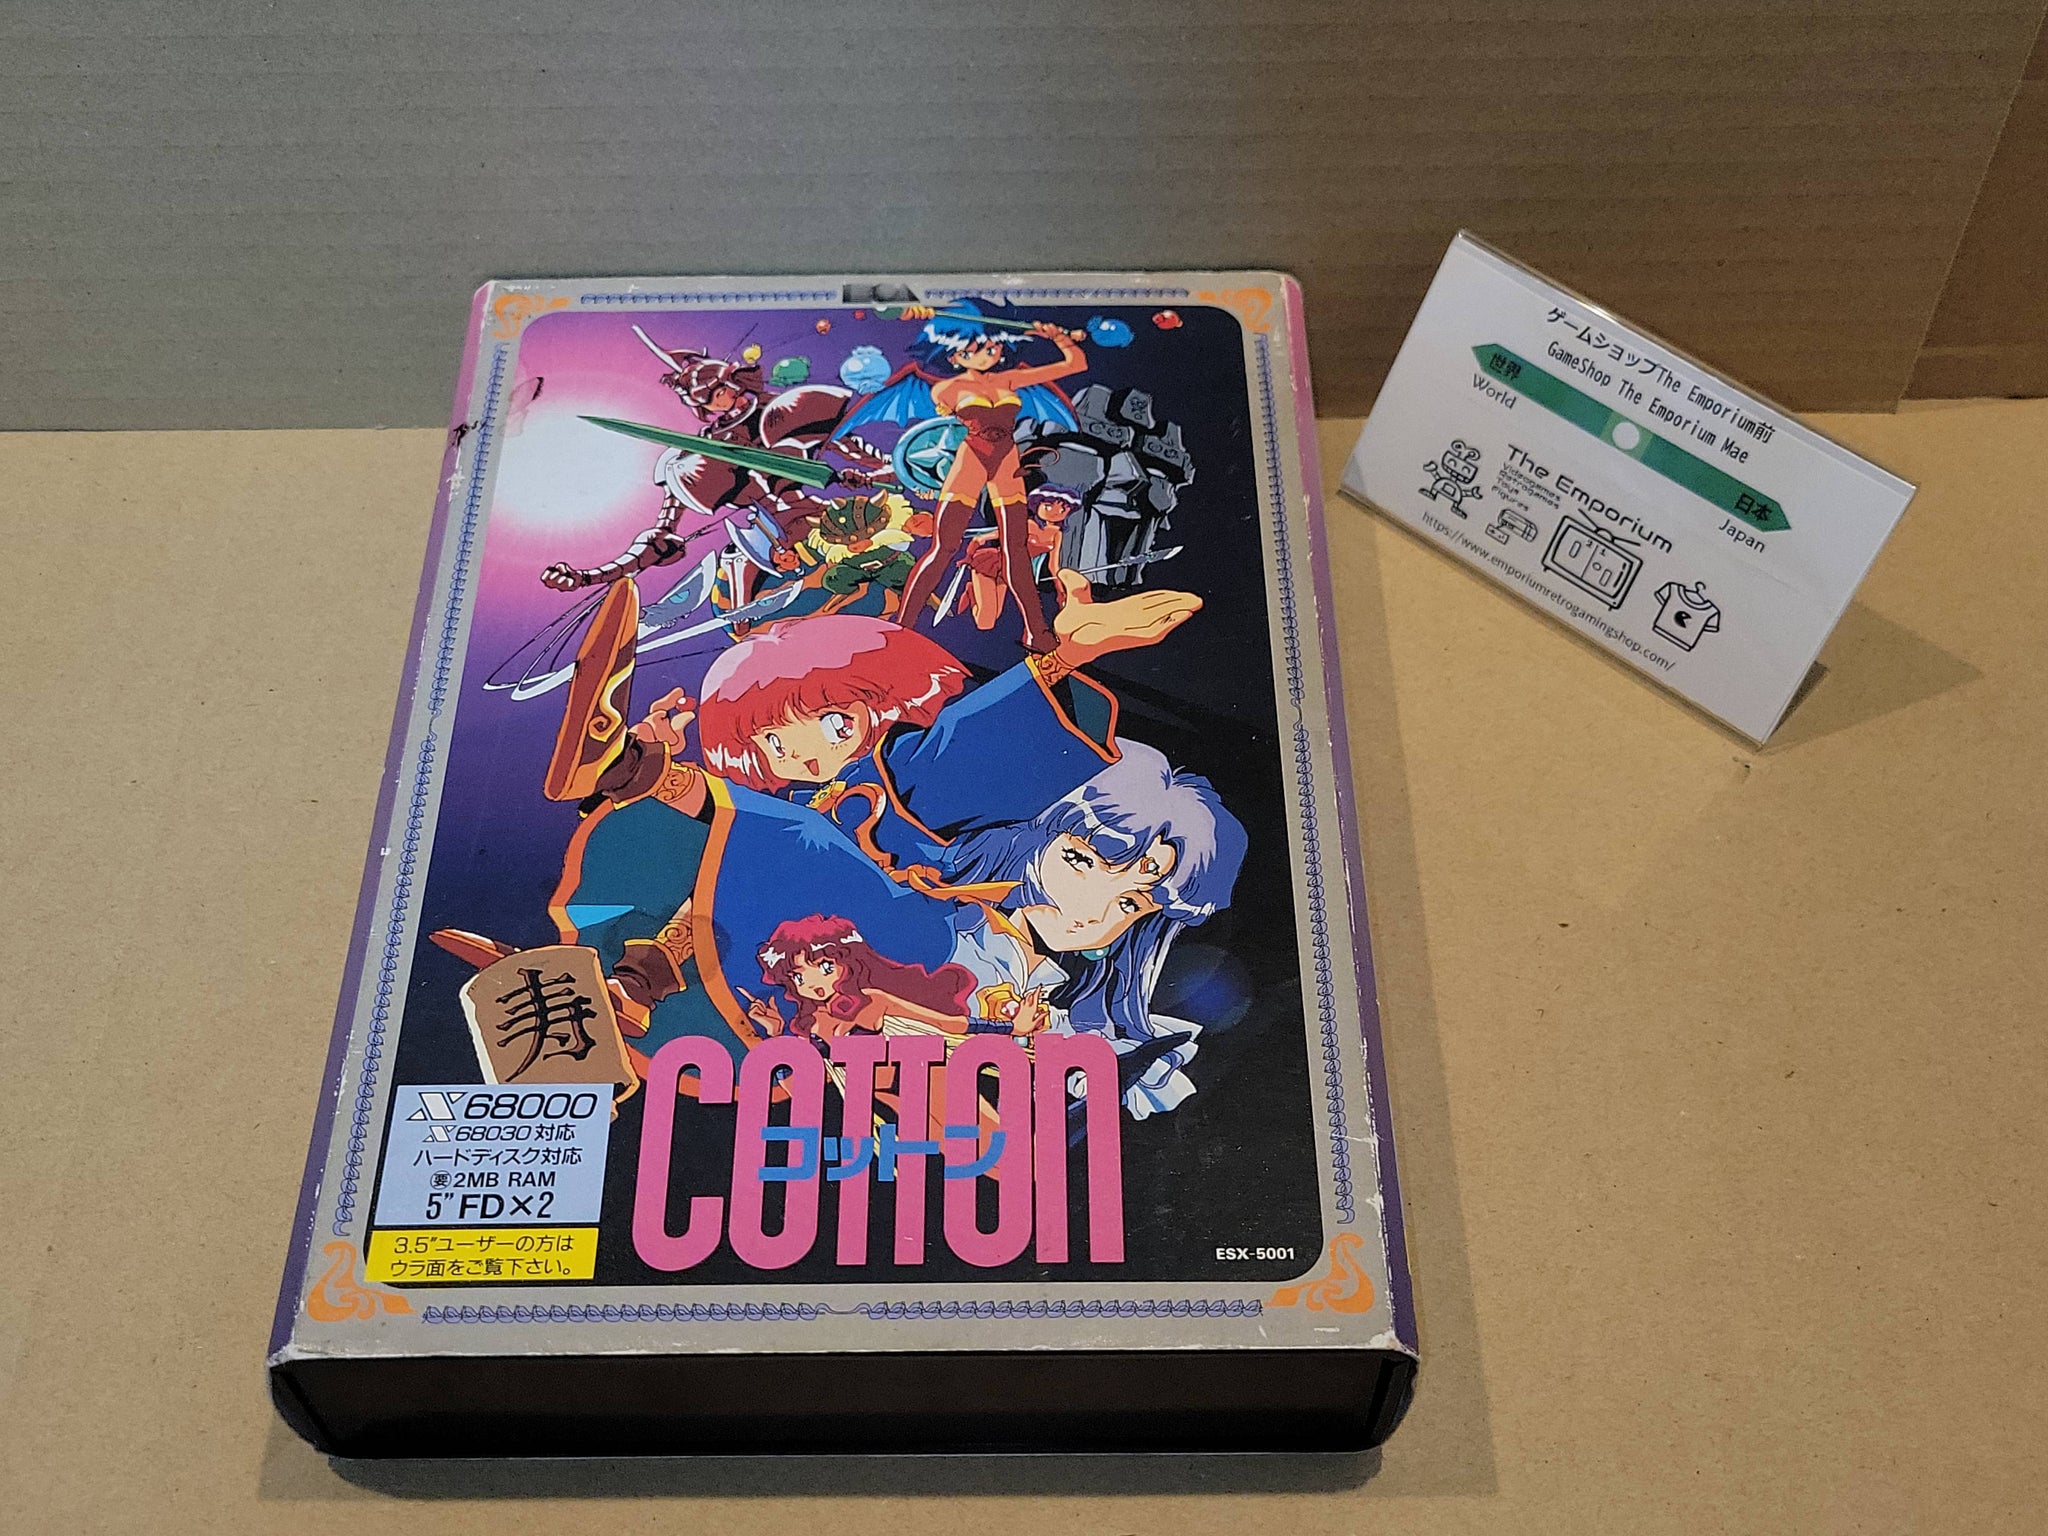 寿
X68000
X68030対応
ハードディスク対応
要2MB RAM
5"FD×2
3.5"ユーザーの方は
ウラ面をご覧下さい。
COTTON
コットン
ESX-5001
ゲームショップThe Emporium前
GameShop The Emporium Mae
世界
World
日本
Japan
The Emporium
Videogames
Retrogames
Toys
Figures
https://www.emporiumretrogamingshop.com/